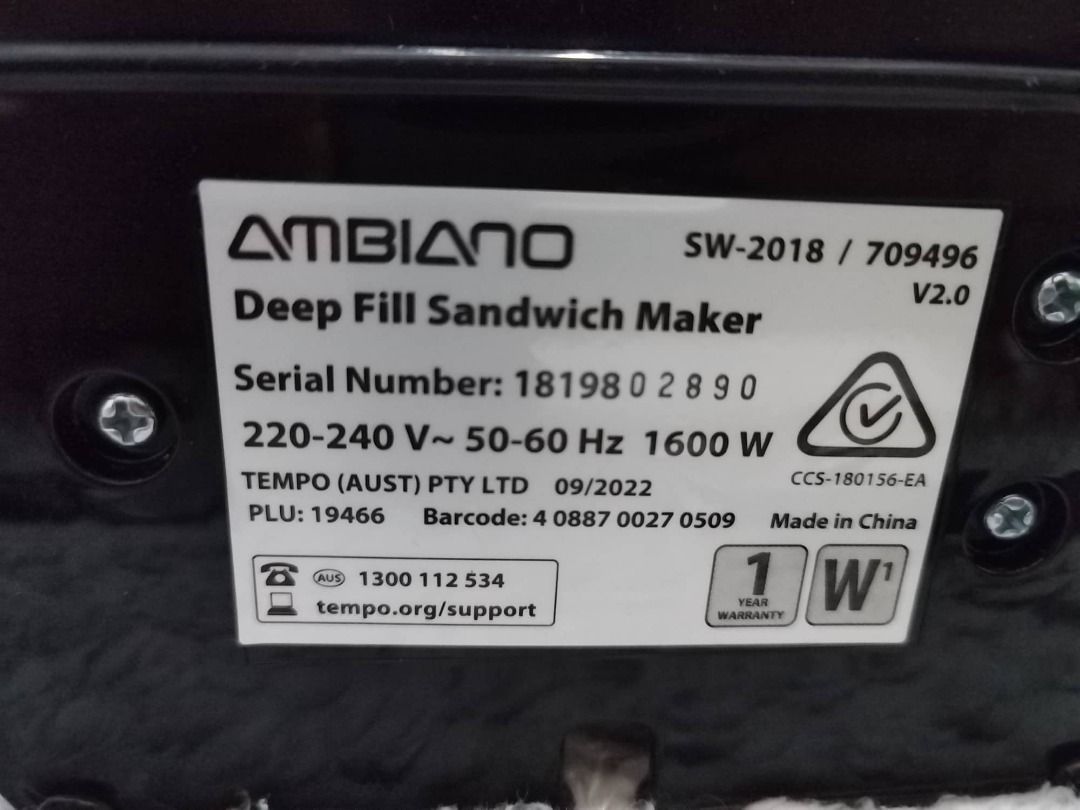 AMBIANO
SW-2018 / 709496
V2.0
Deep Fill Sandwich Maker
Serial Number: 1819802890
220-240 V~ 50-60 Hz 1600 W
CCS-180156-EA
TEMPO (AUST) PTY LTD 09/2022
PLU: 19466 Barcode: 4 0887 0027 0509 Made in China
AUS 1300 112 534
tempo.org/support
1
YEAR
WARRANTY
W¹